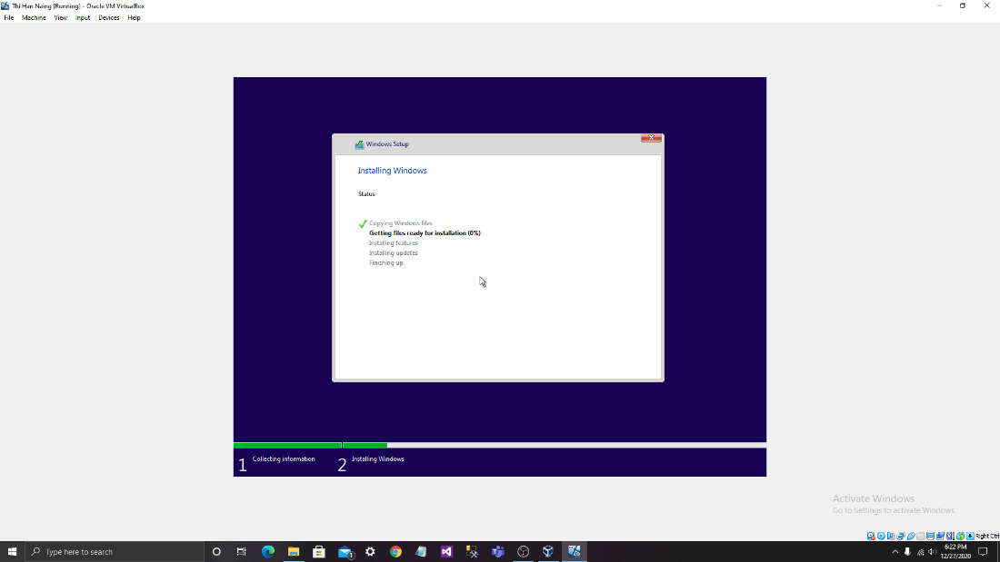 Thi Han Naing [Running] - Oracle VM VirtualBox
File Machine View Input Devices Help
Windows Setup
Installing Windows
Status
Copying Windows files
Getting files ready for installation (0%)
Installing features
Installing updates
Finishing up
1 Collecting information 2 Installing Windows
Activate Windows
Go to Settings to activate Windows.
Right Ctrl
Type here to search
6:22 PM
12/27/2020